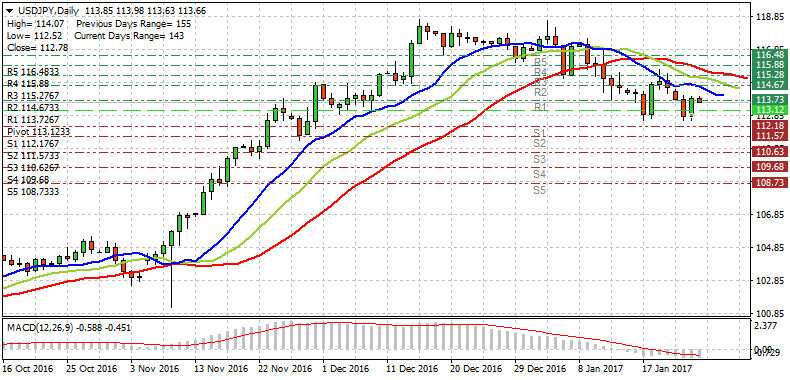 USDJPY,Daily 113.85 113.98 113.63 113.66
High= 114.07 Previous Days Range= 155
Low= 112.52 Current Days Range= 143
Close= 112.78
R5 116.4833
R4 115.88
R3 115.2767
R2 114.6733
R1 113.7267
Pivot 113.1233
S1 112.1767
S2 111.5733
S3 110.6267
S4 109.68
S5 108.7333
R5
R4
R2
R1
S1
S2
S3
S4
S5
118.85
116.48
115.88
115.28
114.67
113.73
113.12
112.18
111.57
110.63
109.68
108.73
106.85
104.85
102.85
100.85
MACD(12,26,9) -0.588 -0.451
2.377
0.00
-0.729
16 Oct 2016 25 Oct 2016 3 Nov 2016 13 Nov 2016 22 Nov 2016 1 Dec 2016 11 Dec 2016 20 Dec 2016 29 Dec 2016 8 Jan 2017 17 Jan 2017